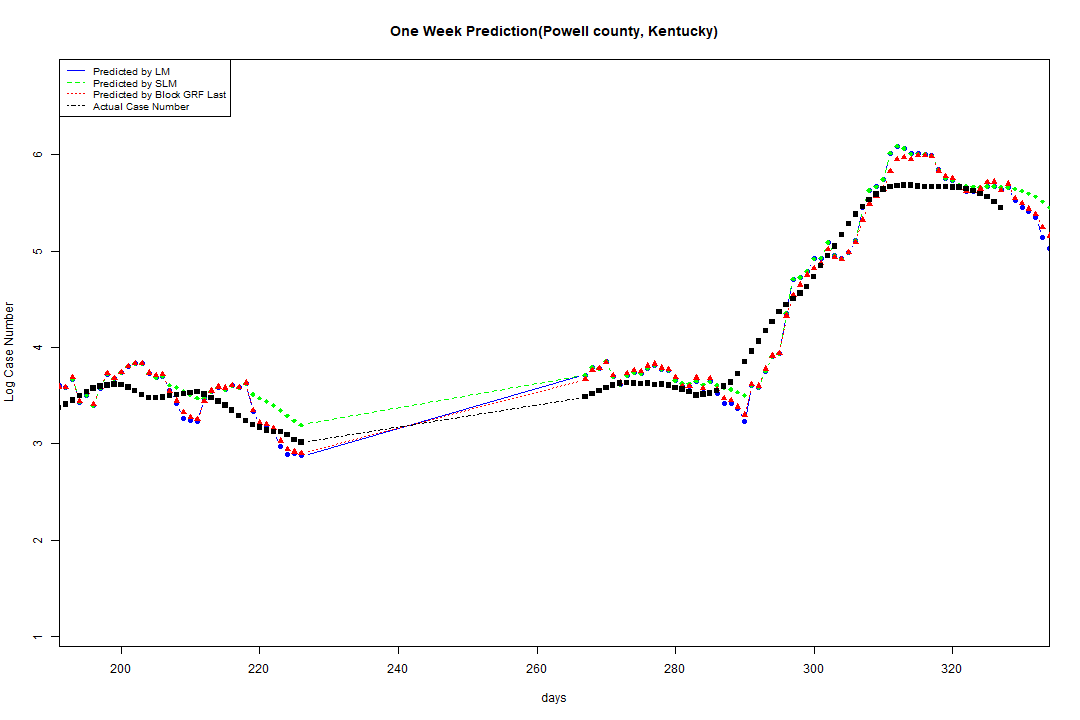 One Week Prediction(Powell county, Kentucky)
Predicted by LM
Predicted by SLM
Predicted by Block GRF Last
Actual Case Number
Log Case Number
6
5
4
3
2
1
200 220 240 260 280 300 320
days